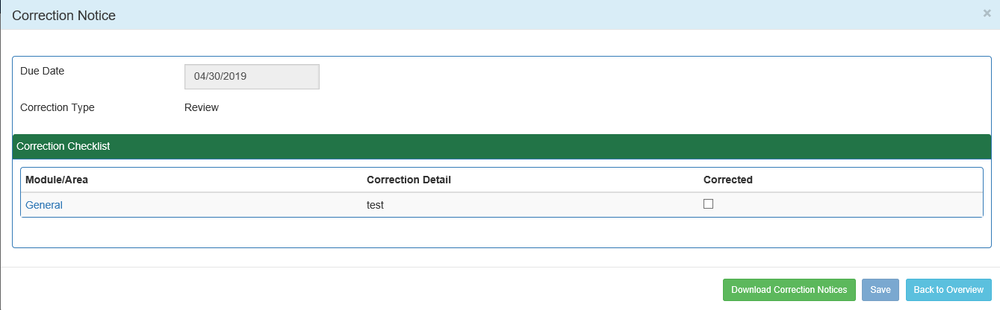 Correction Notice ×
Due Date 04/30/2019
Correction Type Review
Correction Checklist
Module/Area Correction Detail Corrected
General test
Download Correction Notices Save Back to Overview